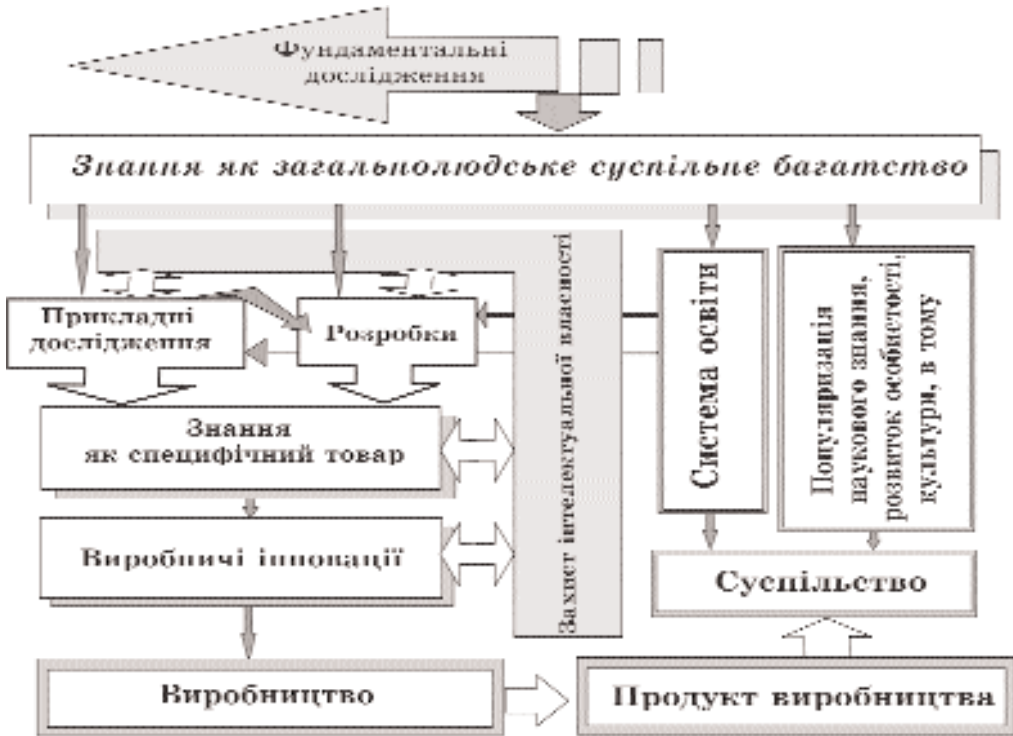 Фундаментальні
дослідження
Знання як загальнолюдське суспільне багатство
Прикладні
дослідження
Розробки
Захист інтелектуальної власності
Система освіти
Популяризація
наукового знання,
розвиток особистості,
культури, в тому
Знання
як специфічний товар
Виробничі інновації
Суспільство
Виробництво
Продукт виробництва